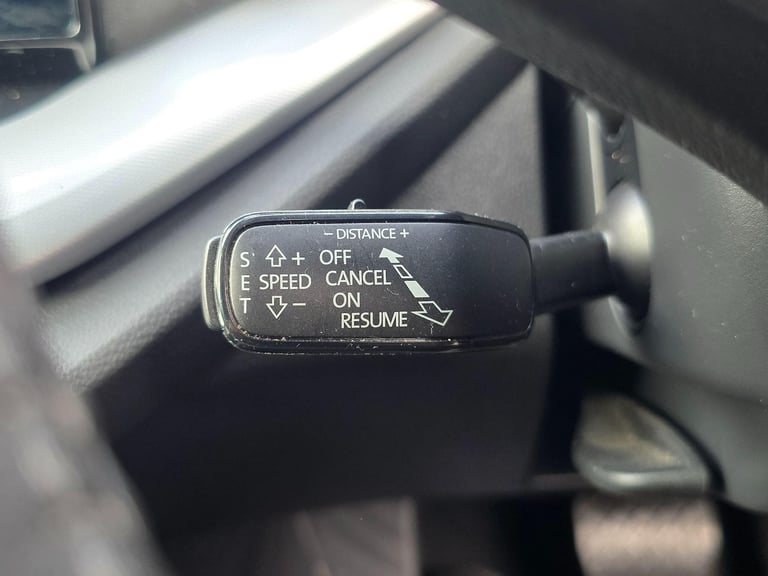 - DISTANCE +
S + OFF
E SPEED CANCEL
T - ON
RESUME